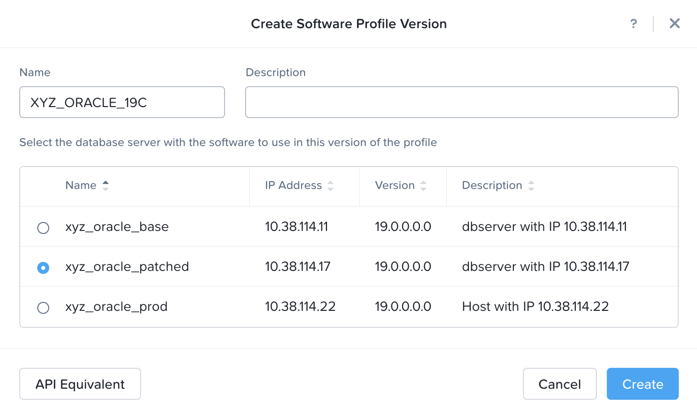 Create Software Profile Version
?
Name Description
XYZ_ORACLE_19C
Select the database server with the software to use in this version of the profile
Name IP Address Version Description
xyz_oracle_base 10.38.114.11 19.0.0.0.0 dbserver with IP 10.38.114.11
xyz_oracle_patched 10.38.114.17 19.0.0.0.0 dbserver with IP 10.38.114.17
xyz_oracle_prod 10.38.114.22 19.0.0.0.0 Host with IP 10.38.114.22
API Equivalent Cancel Create